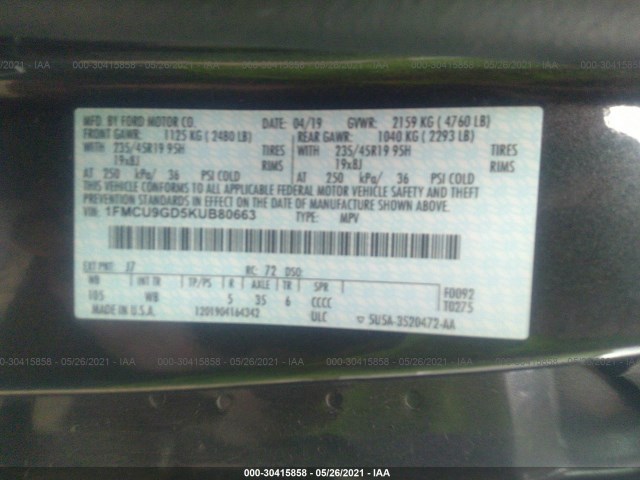 000-30415858 - 05/26/2021 - IAA
MFD. BY FORD MOTOR CO. DATE: 04/19 GVWR: 2159 KG ( 4760 LB)
FRONT GAWR: 1125 KG ( 2480 LB) REAR GAWR: 1040 KG ( 2293 LB)
WITH 235/45R19 95H TIRES WITH 235/45R19 95H TIRES
19x8J RIMS 19x8J RIMS
AT 250 kPa/ 36 PSI COLD AT 250 kPa/ 36 PSI COLD
THIS VEHICLE CONFORMS TO ALL APPLICABLE FEDERAL MOTOR VEHICLE SAFETY AND THEFT
PREVENTION STANDARDS IN EFFECT ON THE DATE OF MANUFACTURE SHOWN ABOVE.
VIN: 1FMCU9GD5KUB80663 TYPE: MPV
EXT PNT: J7 RC: 72 DSO:
WB INT TR TP/PS R AXLE TR SPR
105 WB 5 35 6 CCCC F0092
T0275
MADE IN U.S.A. 1201904164342 ULC ▽ 5U5A-3520472-AA
000-30415858 - 05/26/2021 - IAA